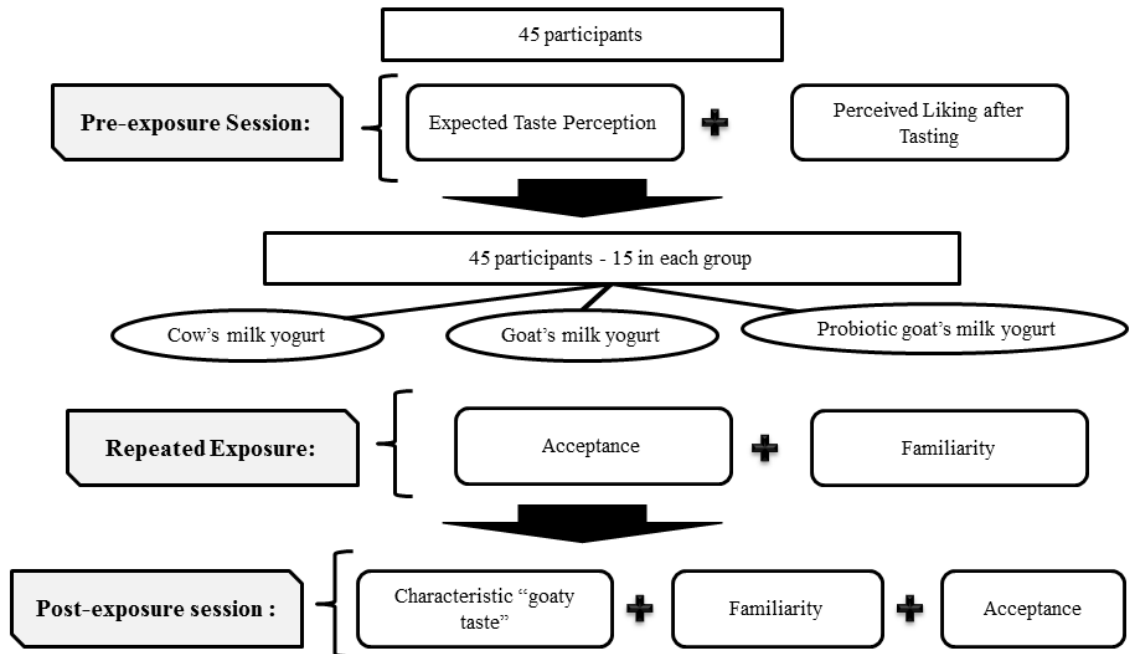 45 participants
Pre-exposure Session:
Expected Taste Perception
Perceived Liking after
Tasting
45 participants - 15 in each group
Cow's milk yogurt
Goat's milk yogurt
Probiotic goat's milk yogurt
Repeated Exposure:
Acceptance
Familiarity
Post-exposure session :
Characteristic “goaty
taste”
Familiarity
Acceptance